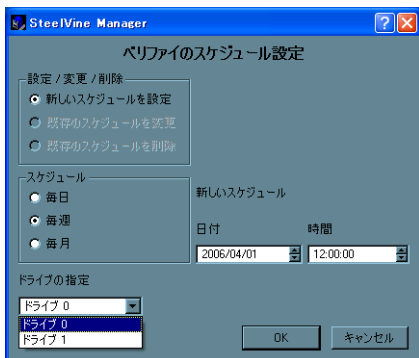 SteelVine Manager
ベリファイのスケジュール設定
設定 / 変更 / 削除
新しいスケジュールを設定
既存のスケジュールを変更
既存のスケジュールを削除
スケジュール
毎日
毎週
毎月
新しいスケジュール
日付 時間
2006/04/01 12:00:00
ドライブの指定
ドライブ 0
ドライブ 0
ドライブ 1
OK キャンセル